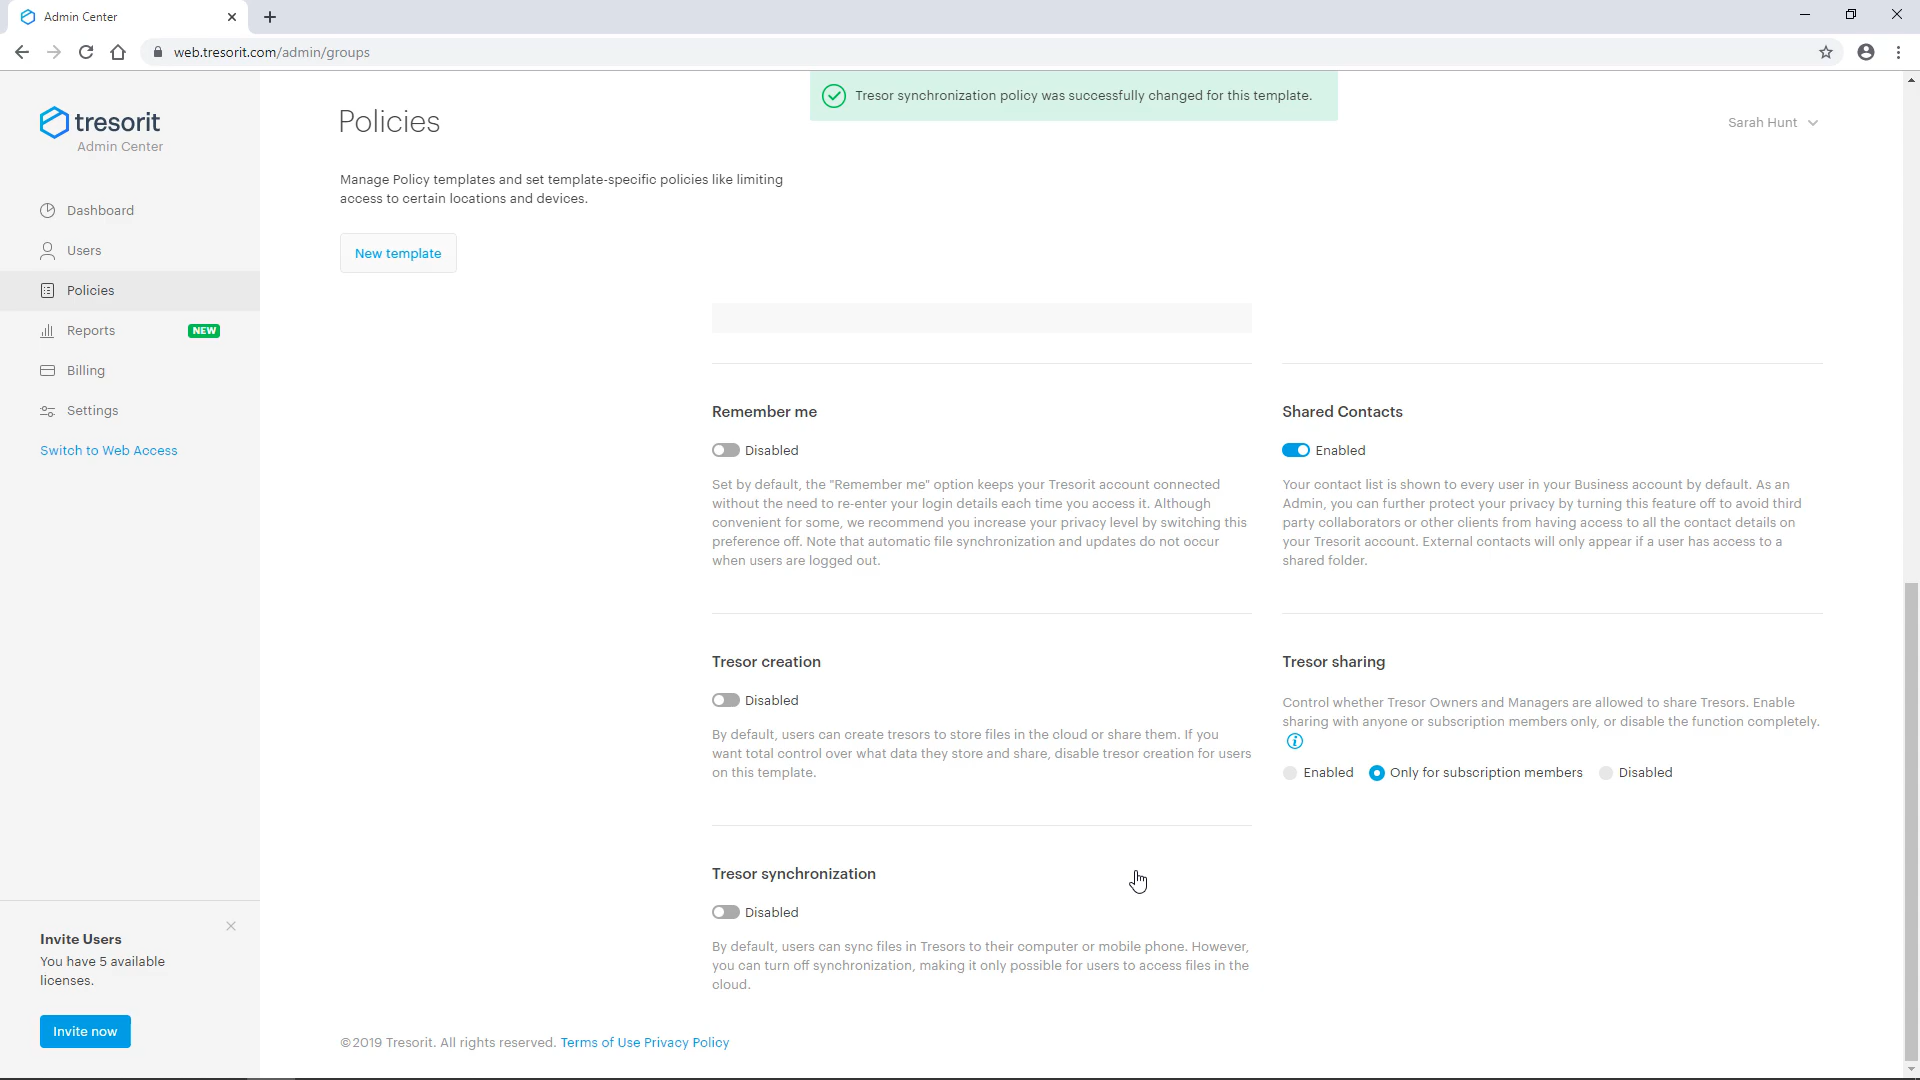 Admin Center
web.tresorit.com/admin/groups
Tresor synchronization policy was successfully changed for this template.
tresorit
Admin Center
Policies
Sarah Hunt
Manage Policy templates and set template-specific policies like limiting
access to certain locations and devices.
New template
Dashboard
Users
Policies
Reports NEW
Billing
Settings
Switch to Web Access
Remember me
Disabled
Set by default, the "Remember me" option keeps your Tresorit account connected
without the need to re-enter your login details each time you access it. Although
convenient for some, we recommend you increase your privacy level by switching this
preference off. Note that automatic file synchronization and updates do not occur
when users are logged out.
Shared Contacts
Enabled
Your contact list is shown to every user in your Business account by default. As an
Admin, you can further protect your privacy by turning this feature off to avoid third
party collaborators or other clients from having access to all the contact details on
your Tresorit account. External contacts will only appear if a user has access to a
shared folder.
Tresor creation
Disabled
By default, users can create tresors to store files in the cloud or share them. If you
want total control over what data they store and share, disable tresor creation for users
on this template.
Tresor sharing
Control whether Tresor Owners and Managers are allowed to share Tresors. Enable
sharing with anyone or subscription members only, or disable the function completely.
Enabled Only for subscription members Disabled
Tresor synchronization
Disabled
By default, users can sync files in Tresors to their computer or mobile phone. However,
you can turn off synchronization, making it only possible for users to access files in the
cloud.
Invite Users
You have 5 available
licenses.
Invite now
©2019 Tresorit. All rights reserved. Terms of Use Privacy Policy